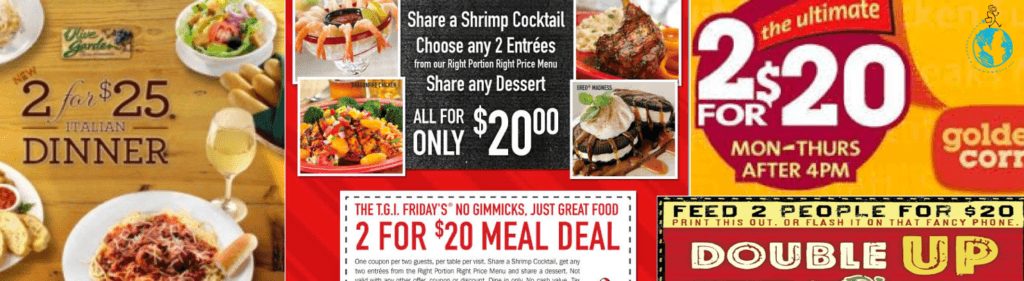 Olive Garden
NEW
2 for $25
ITALIAN
DINNER
Share a Shrimp Cocktail
Choose any 2 Entrées
from our Right Portion Right Price Menu
Share any Dessert
ALL FOR
ONLY $20.00
DRAGONFIRE CHICKEN
OREO® MADNESS
THE T.G.I. FRIDAY'S® NO GIMMICKS, JUST GREAT FOOD
2 FOR $20 MEAL DEAL
One coupon per two guests, per table per visit. Share a Shrimp Cocktail, get any
two entrées from the Right Portion Right Price Menu and share a dessert. Not
valid with any other offer, coupon or discount. Dine in only. No cash value. Tax
the ultimate
2 FOR $20
MON-THURS
AFTER 4PM
golde
corr
FEED 2 PEOPLE FOR $20
PRINT THIS OUT. OR FLASH IT ON THAT FANCY PHONE.
DOUBLE UP